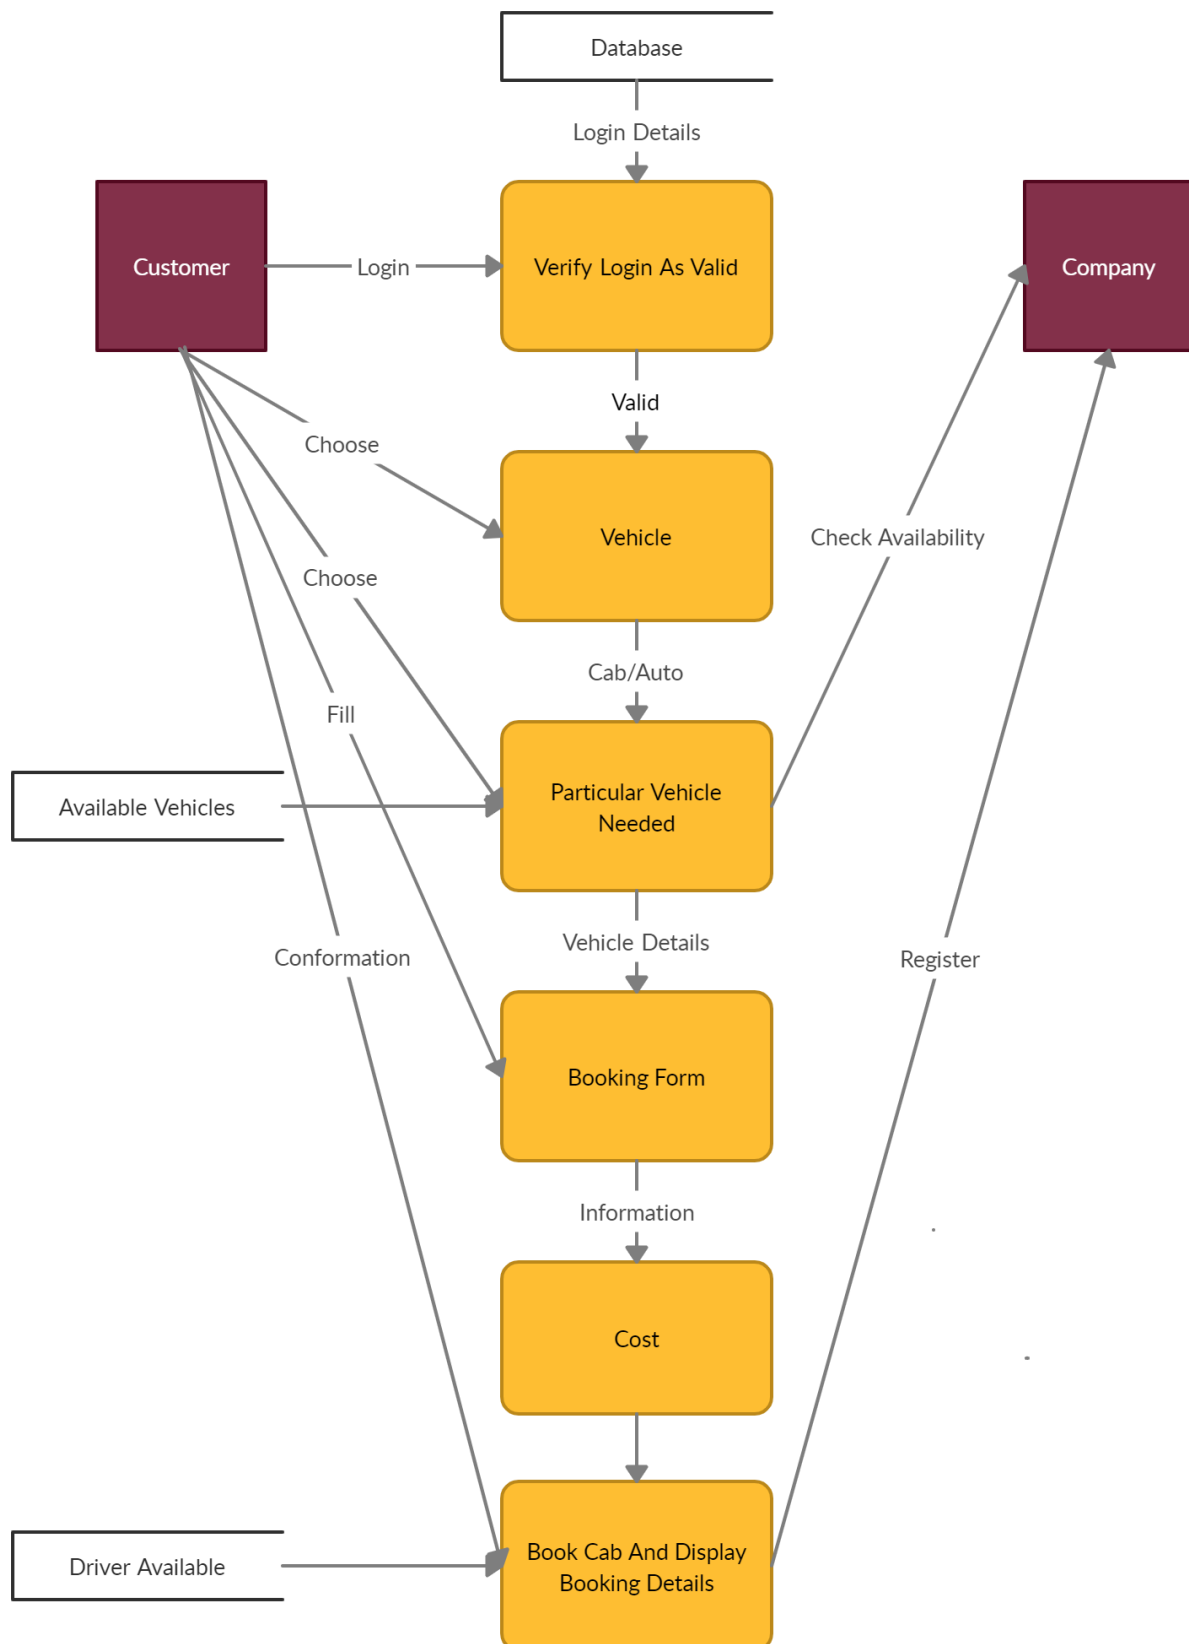 Database
Login Details
Customer
Login
Verify Login As Valid
Company
Valid
Choose
Vehicle
Check Availability
Choose
Cab/Auto
Fill
Available Vehicles
Particular Vehicle
Needed
Conformation
Vehicle Details
Register
Booking Form
Information
Cost
Driver Available
Book Cab And Display
Booking Details